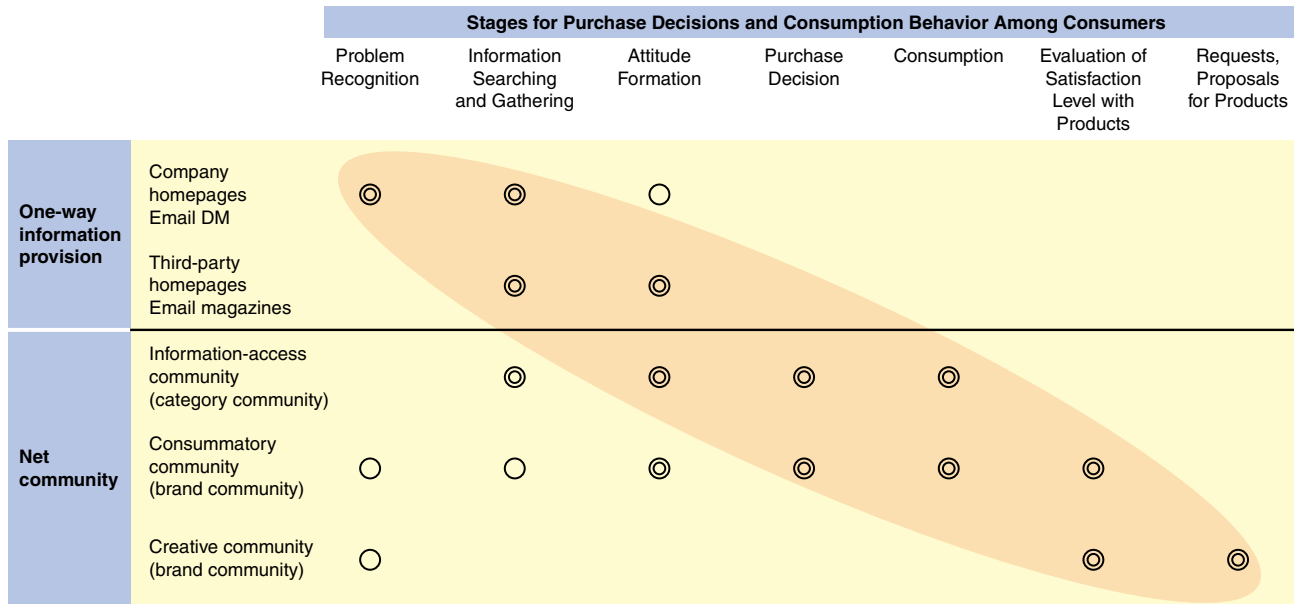 Stages for Purchase Decisions and Consumption Behavior Among Consumers
Problem
Recognition
Information
Searching
and Gathering
Attitude
Formation
Purchase
Decision
Consumption
Evaluation of
Satisfaction
Level with
Products
Requests,
Proposals
for Products
One-way
information
provision
Company
homepages
Email DM
Third-party
homepages
Email magazines
Net
community
Information-access
community
(category community)
Consummatory
community
(brand community)
Creative community
(brand community)